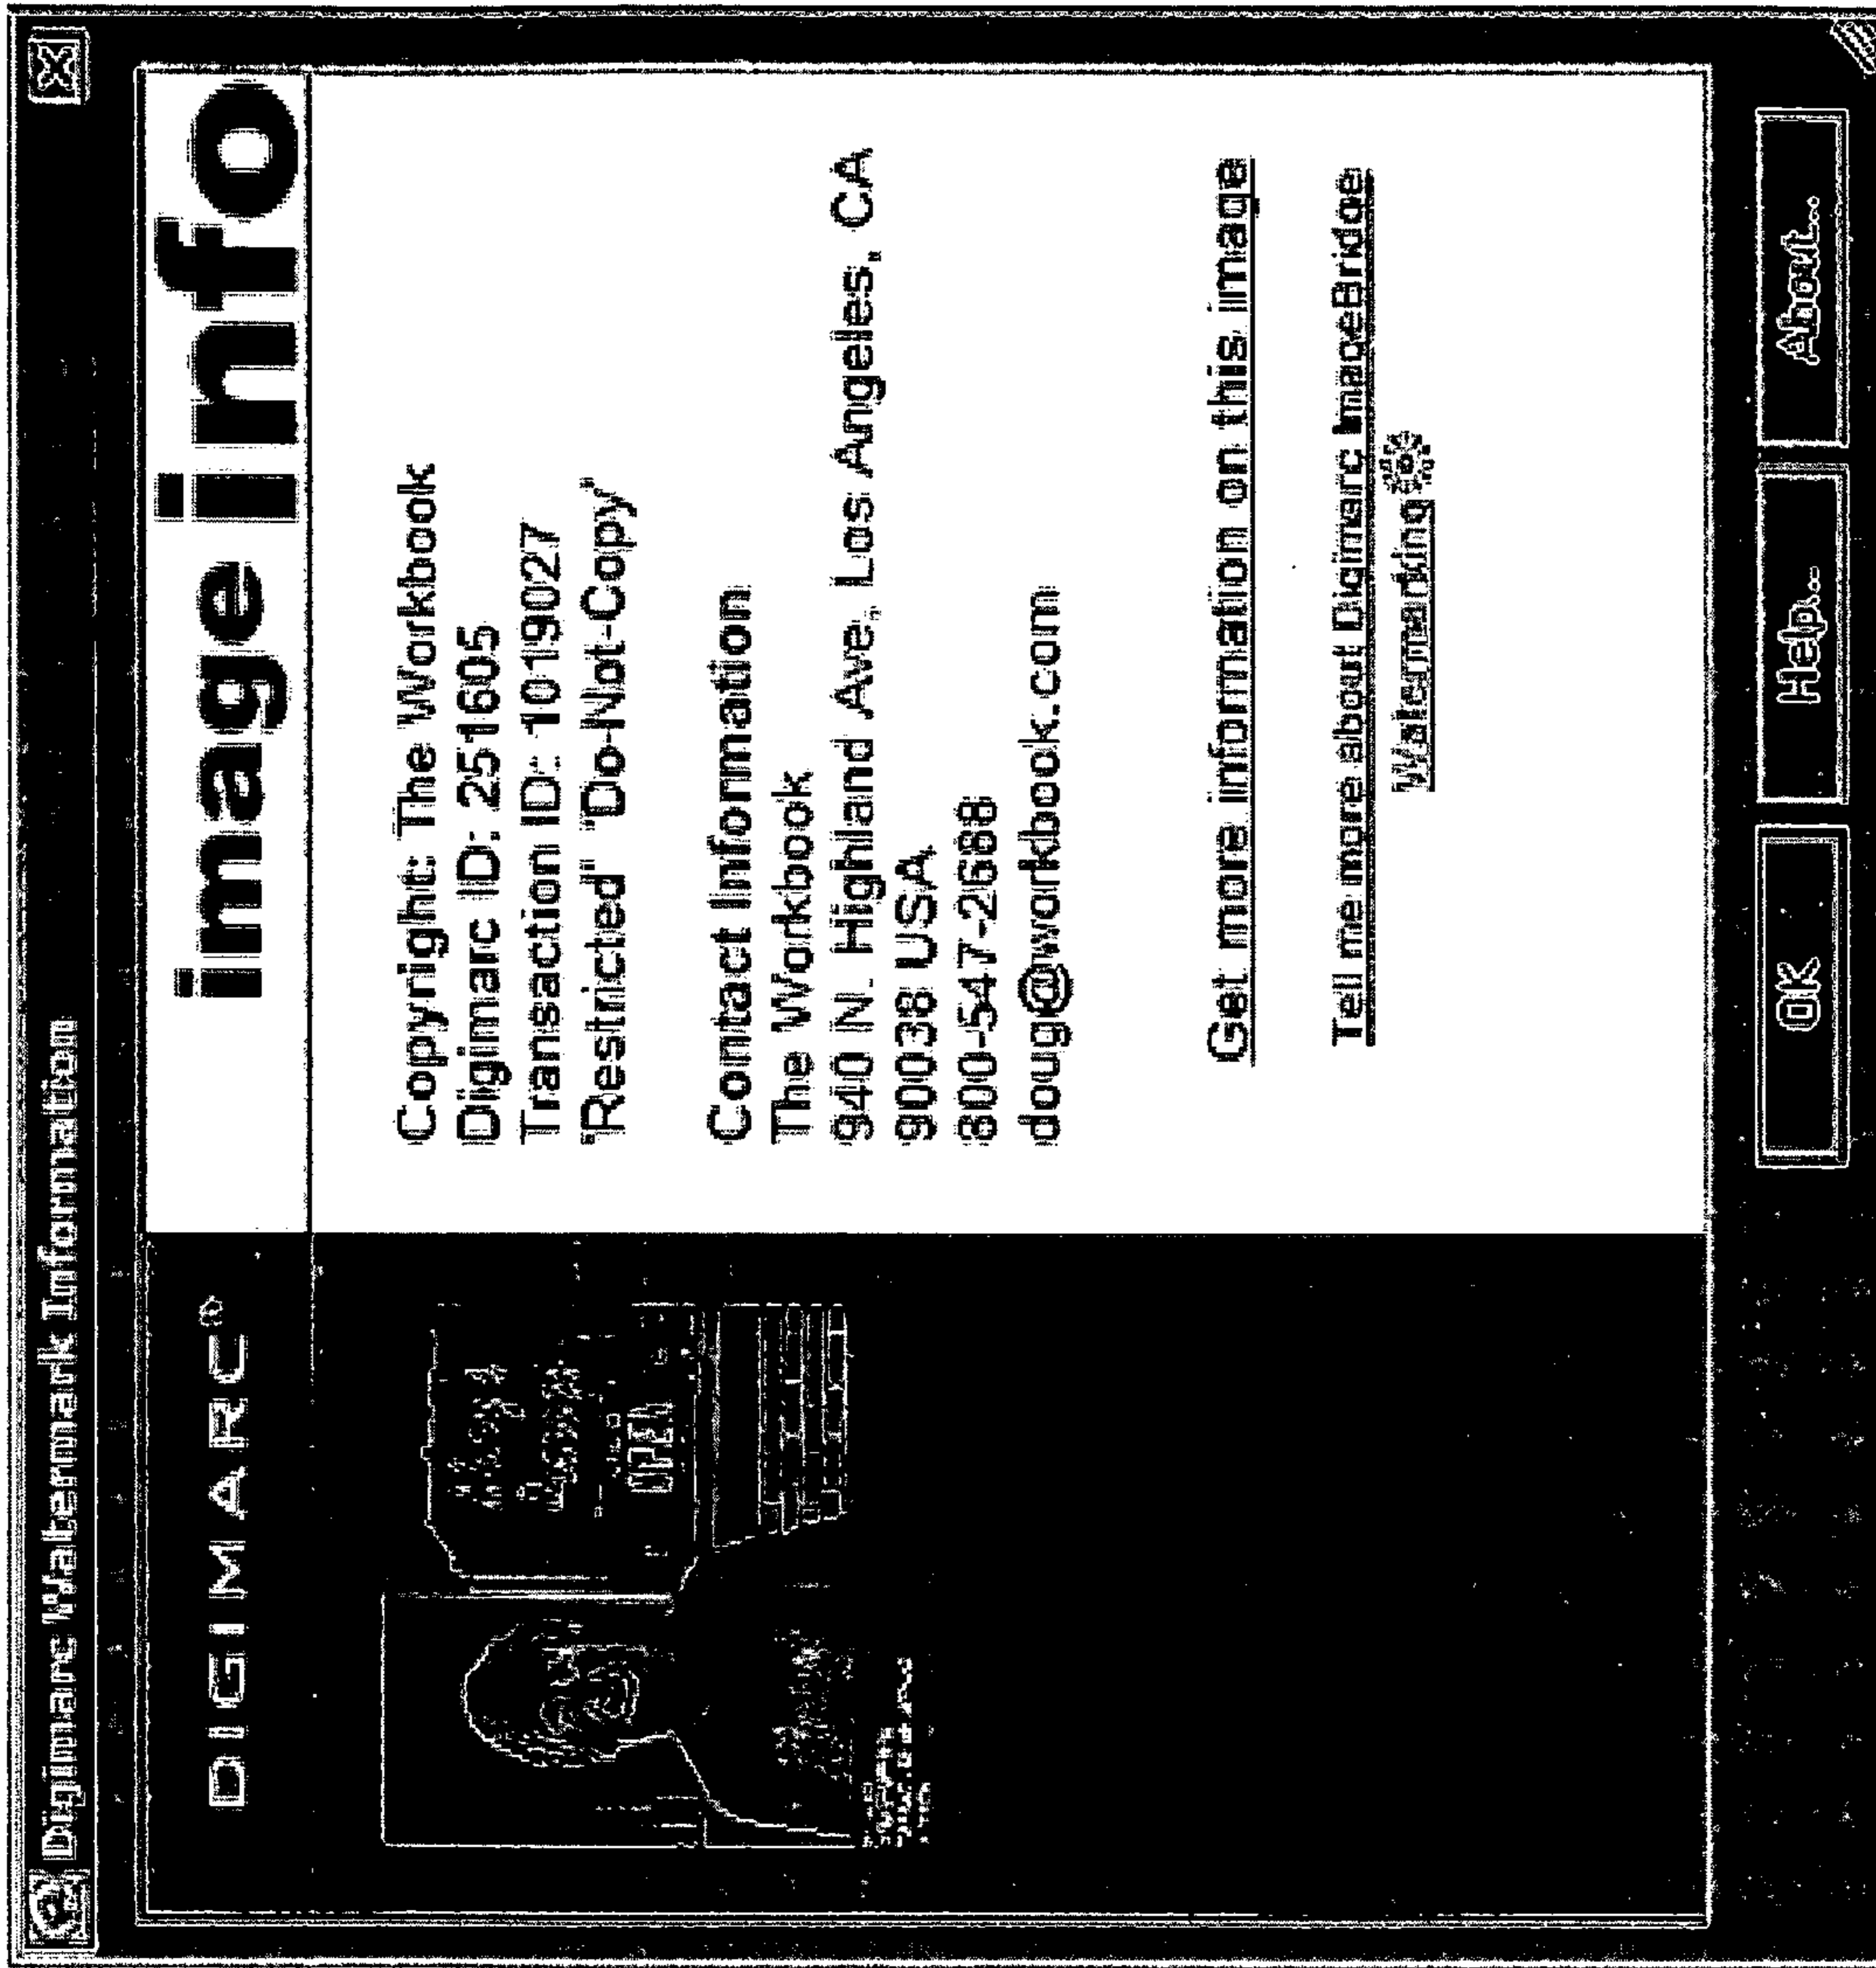 Digimarc Watermark Information
DIGIMARC®
image info
Copyright: The Workbook
Digimarc ID: 251605
Transaction ID: 1019027
"Restricted" "Do-Not-Copy"
Contact Information
The Workbook
940 N. Highland Ave, Los Angeles, CA
90038 USA
800-547-2688
doug@workbook.com
Get more information on this image
Tell me more about Digimarc ImageBridge
Watermarking
OK
Help...
About...